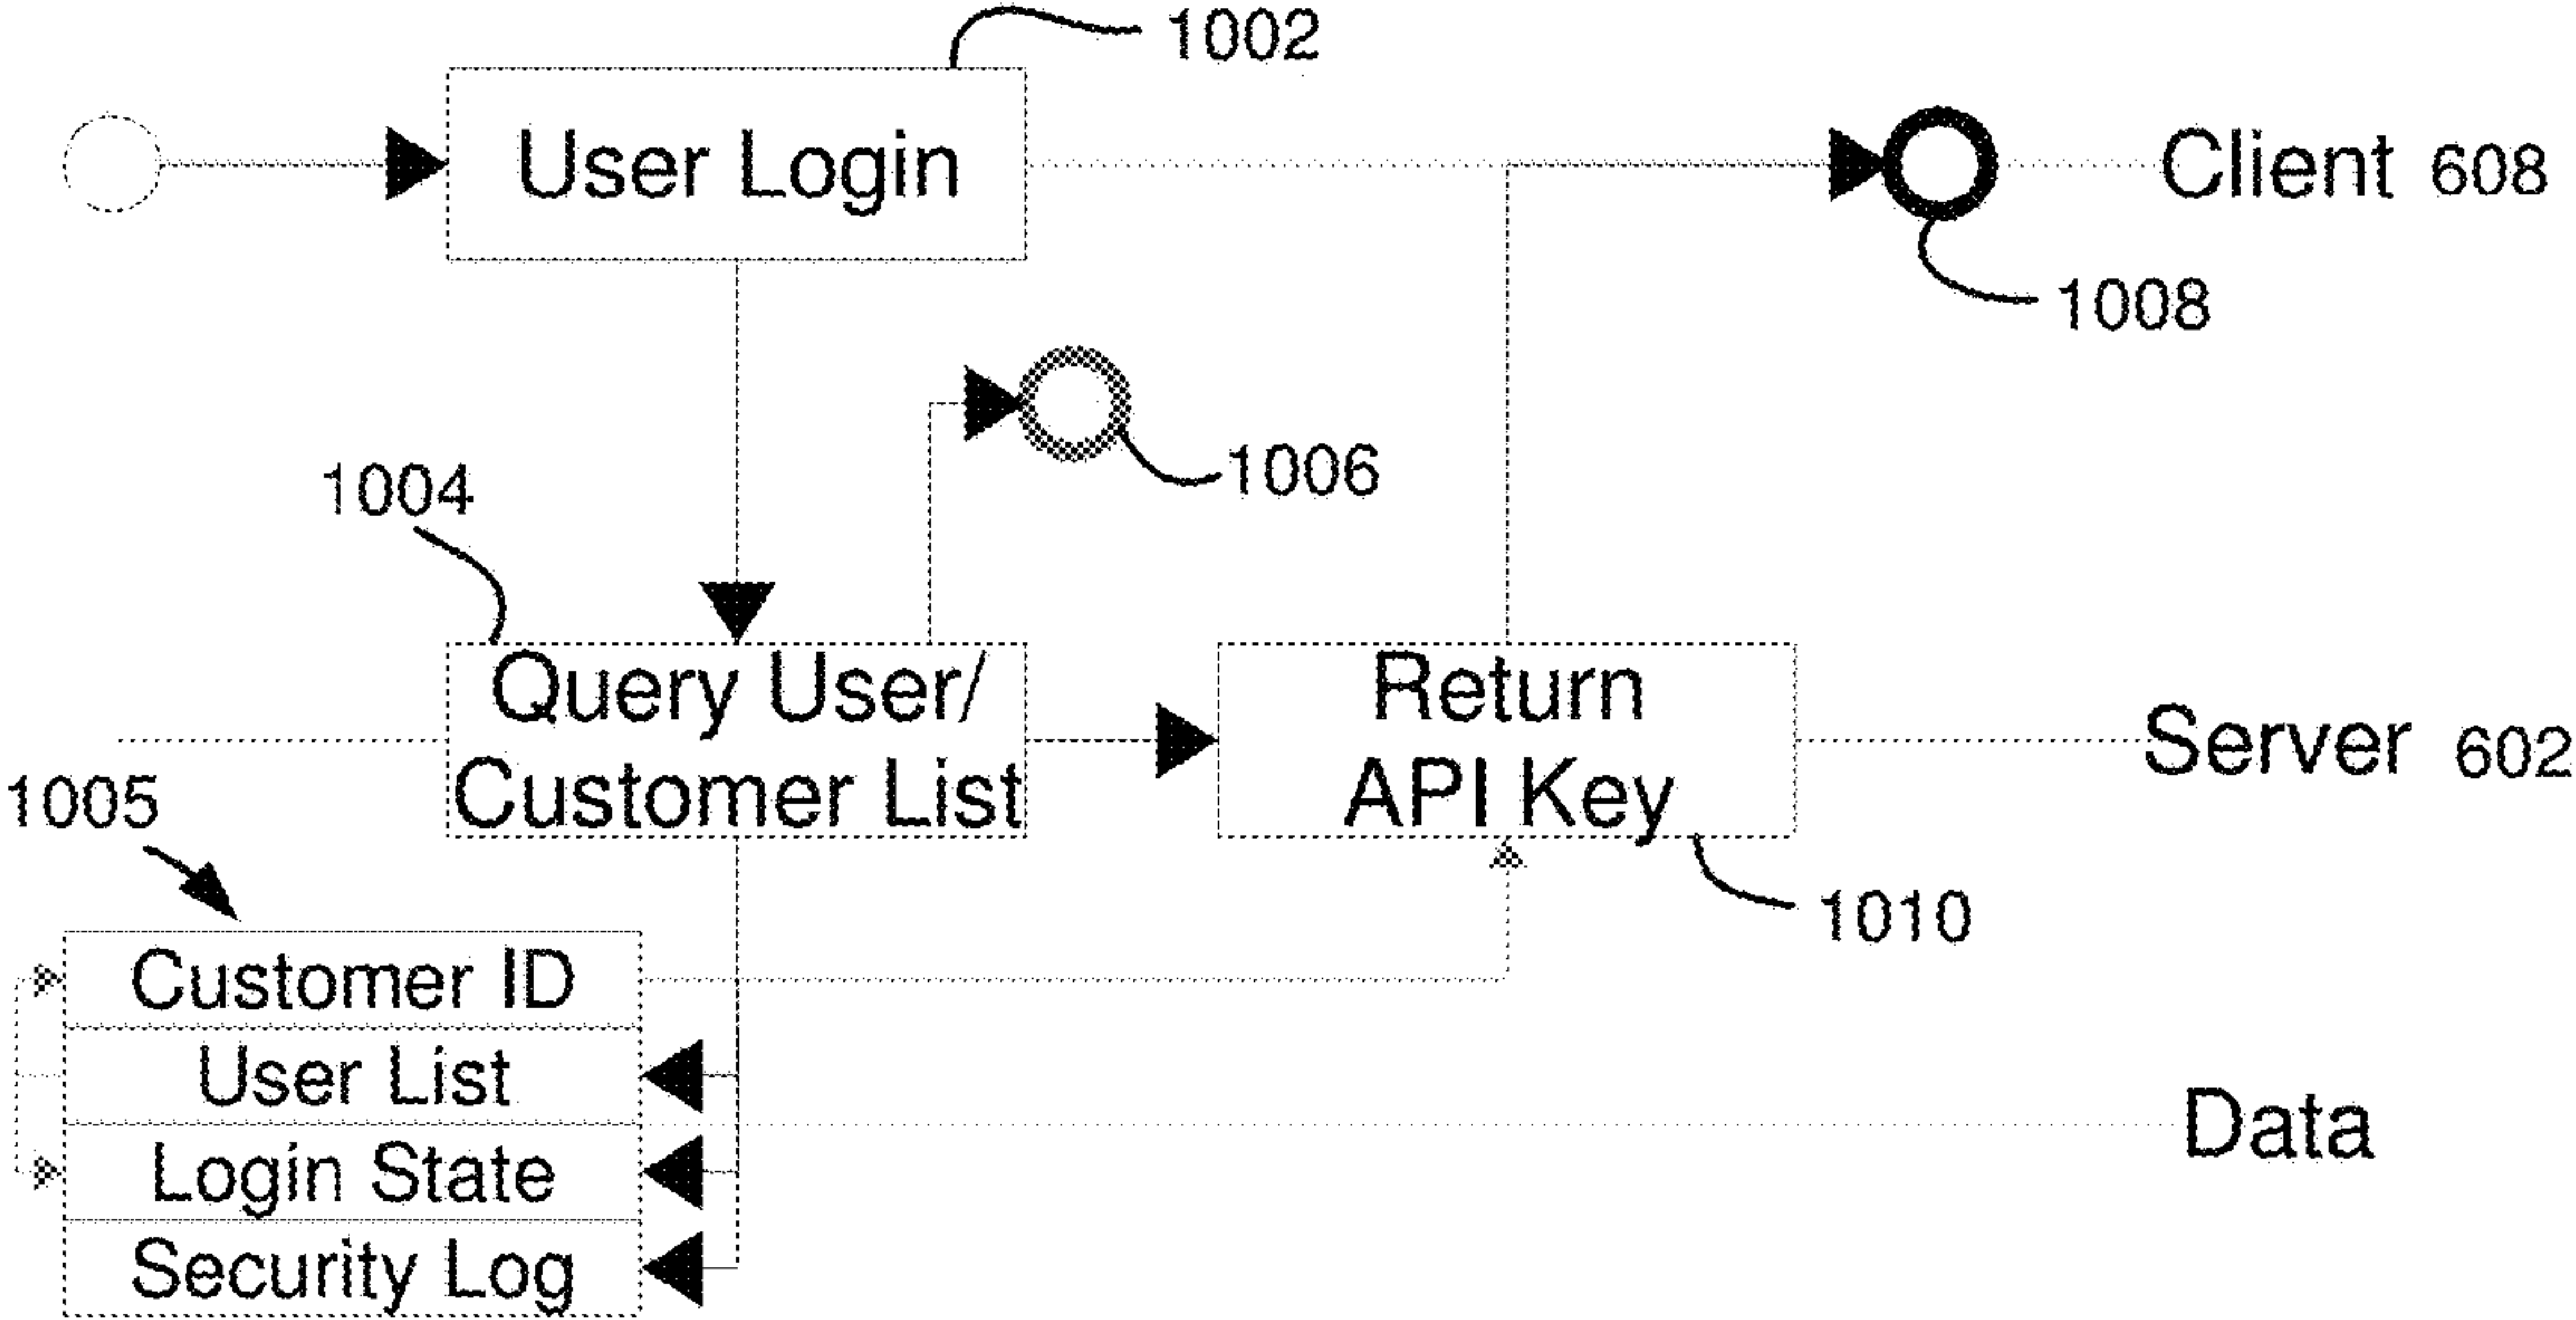 1002
User Login
Client 608
1008
1006
1004
Query User/
Customer List
Return
API Key
Server 602
1005
1010
Customer ID
User List
Login State
Security Log
Data